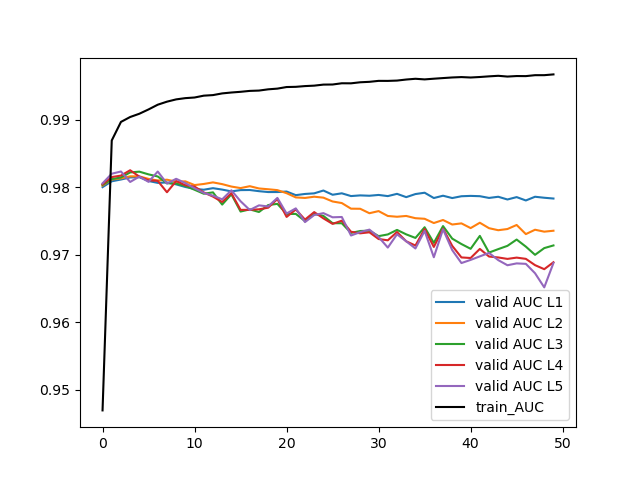 0.99
0.98
0.97
0.96
0.95
0
10
20
30
40
50
valid AUC L1
valid AUC L2
valid AUC L3
valid AUC L4
valid AUC L5
train_AUC